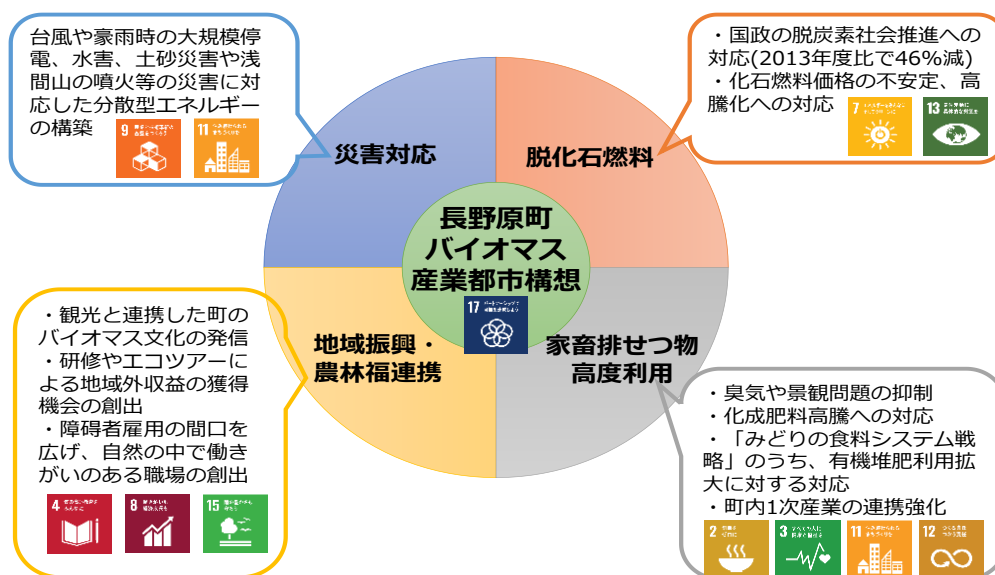 台風や豪雨時の大規模停
電、水害、土砂災害や浅
間山の噴火等の災害に対
応した分散型エネルギー
の構築
9
11
・国政の脱炭素社会推進への
対応(2013年度比で46%減)
・化石燃料価格の不安定、高
騰化への対応
7
13
災害対応
脱化石燃料
長野原町
バイオマス
産業都市構想
17
地域振興・
農林福連携
家畜排せつ物
高度利用
・観光と連携した町の
バイオマス文化の発信
・研修やエコツアーに
よる地域外収益の獲得
機会の創出
・障碍者雇用の間口を
広げ、自然の中で働き
がいのある職場の創出
4
8
15
・臭気や景観問題の抑制
・化成肥料高騰への対応
・「みどりの食料システム戦
略」のうち、有機堆肥利用拡
大に対する対応
・町内1次産業の連携強化
2
3
11
12